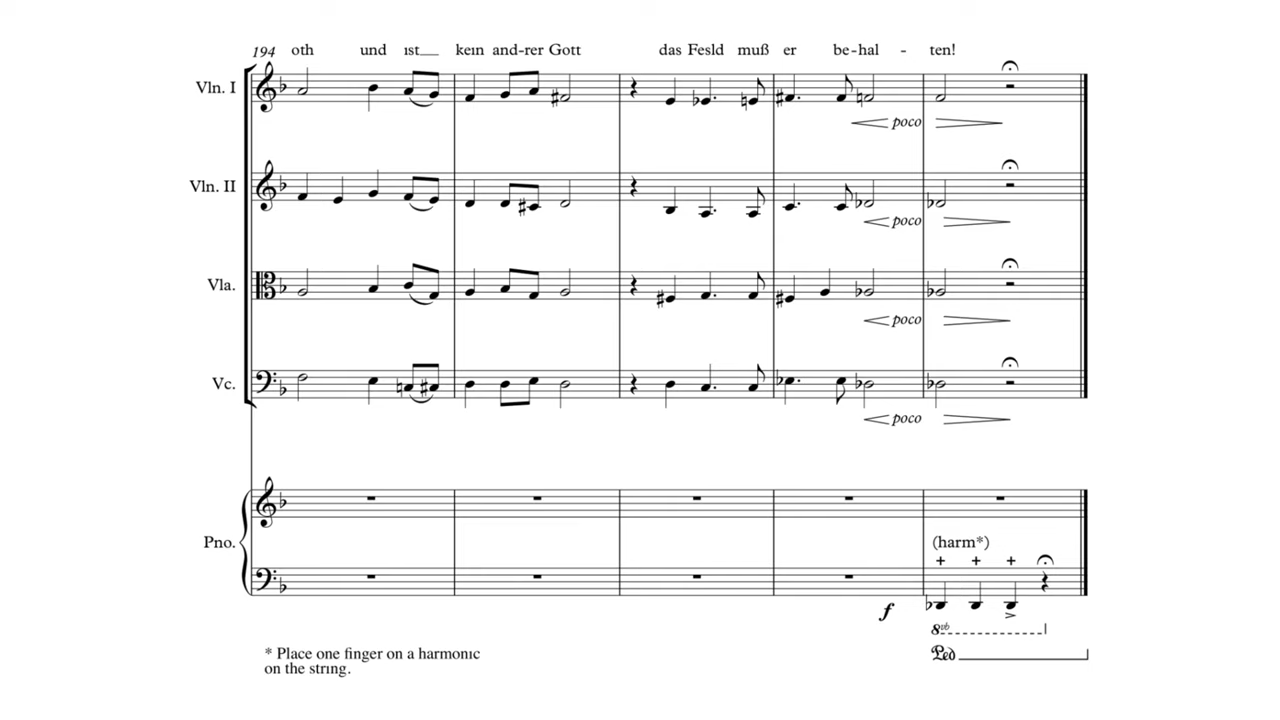 194 oth und ist__ kein and-rer Gott das Fesld muß er be-hal - ten!
Vln. I
poco
Vln. II
poco
Vla.
poco
Vc.
poco
Pno.
(harm*)
f
8vb
Ped
* Place one finger on a harmonic
on the string.